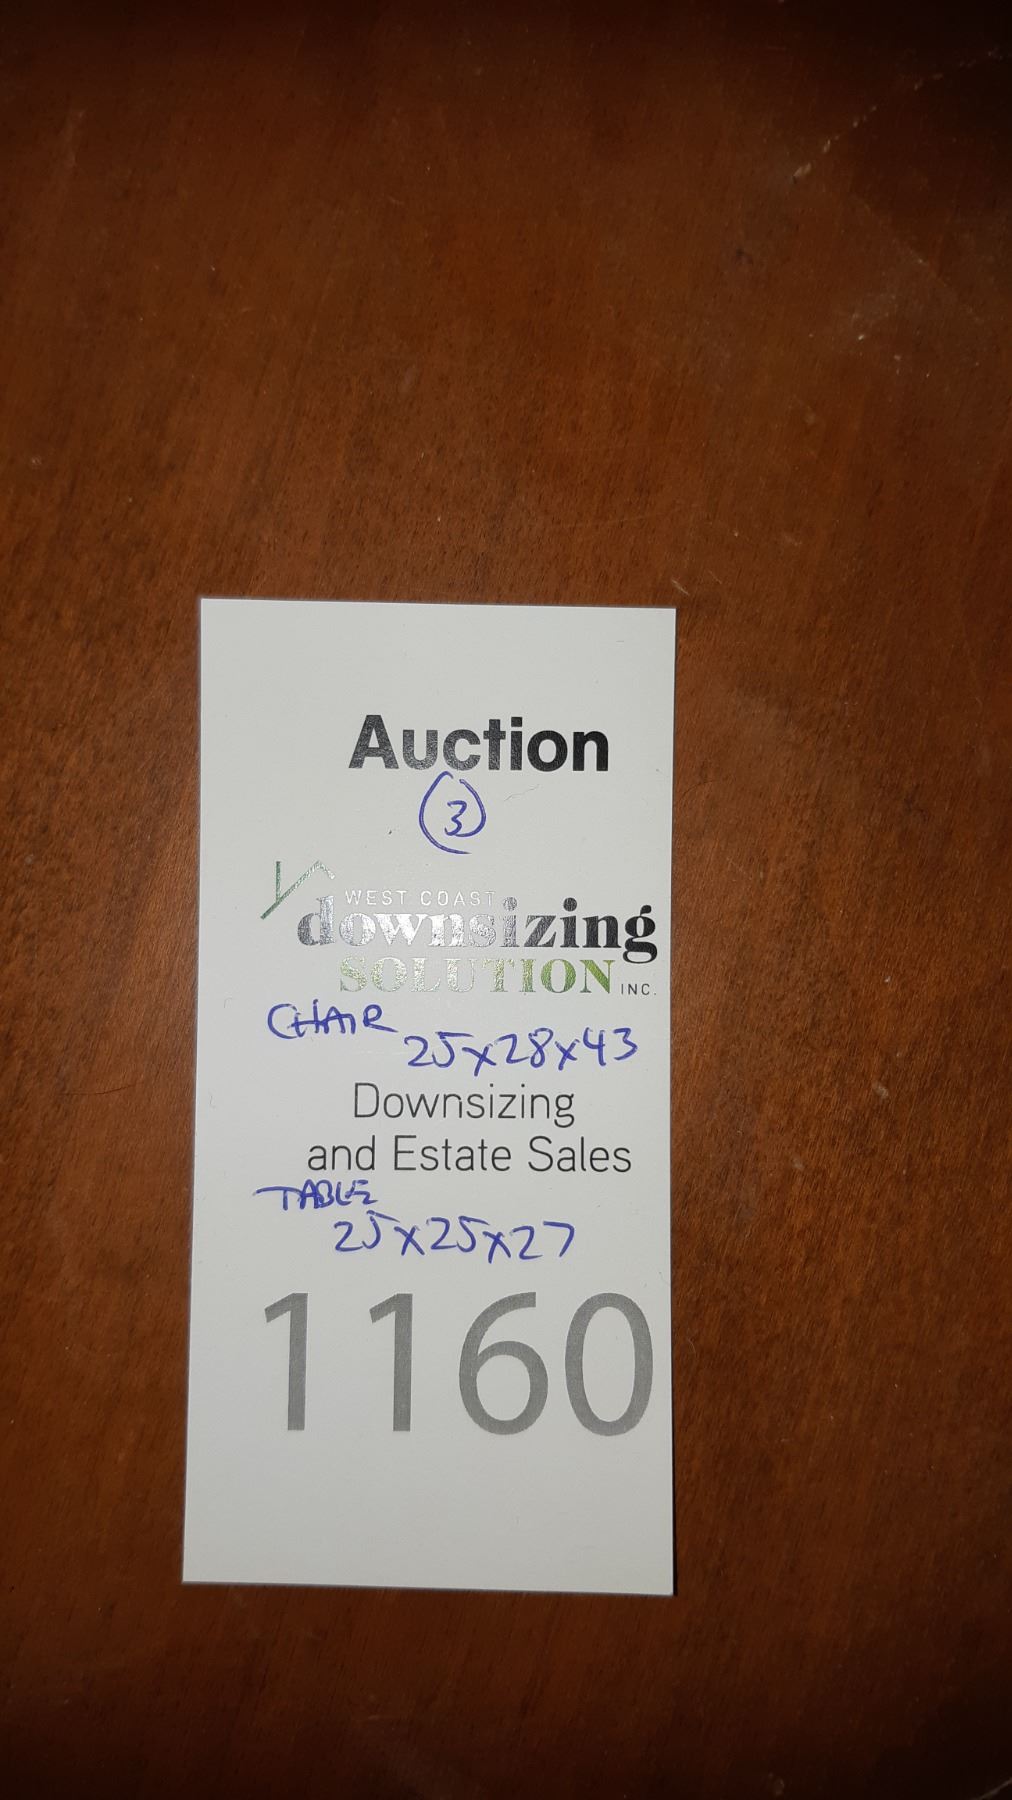 Auction
3
WEST COAST
downsizing
SOLUTION INC.
CHAIR
25x28x43
Downsizing
and Estate Sales
TABLE
25x25x27
1160